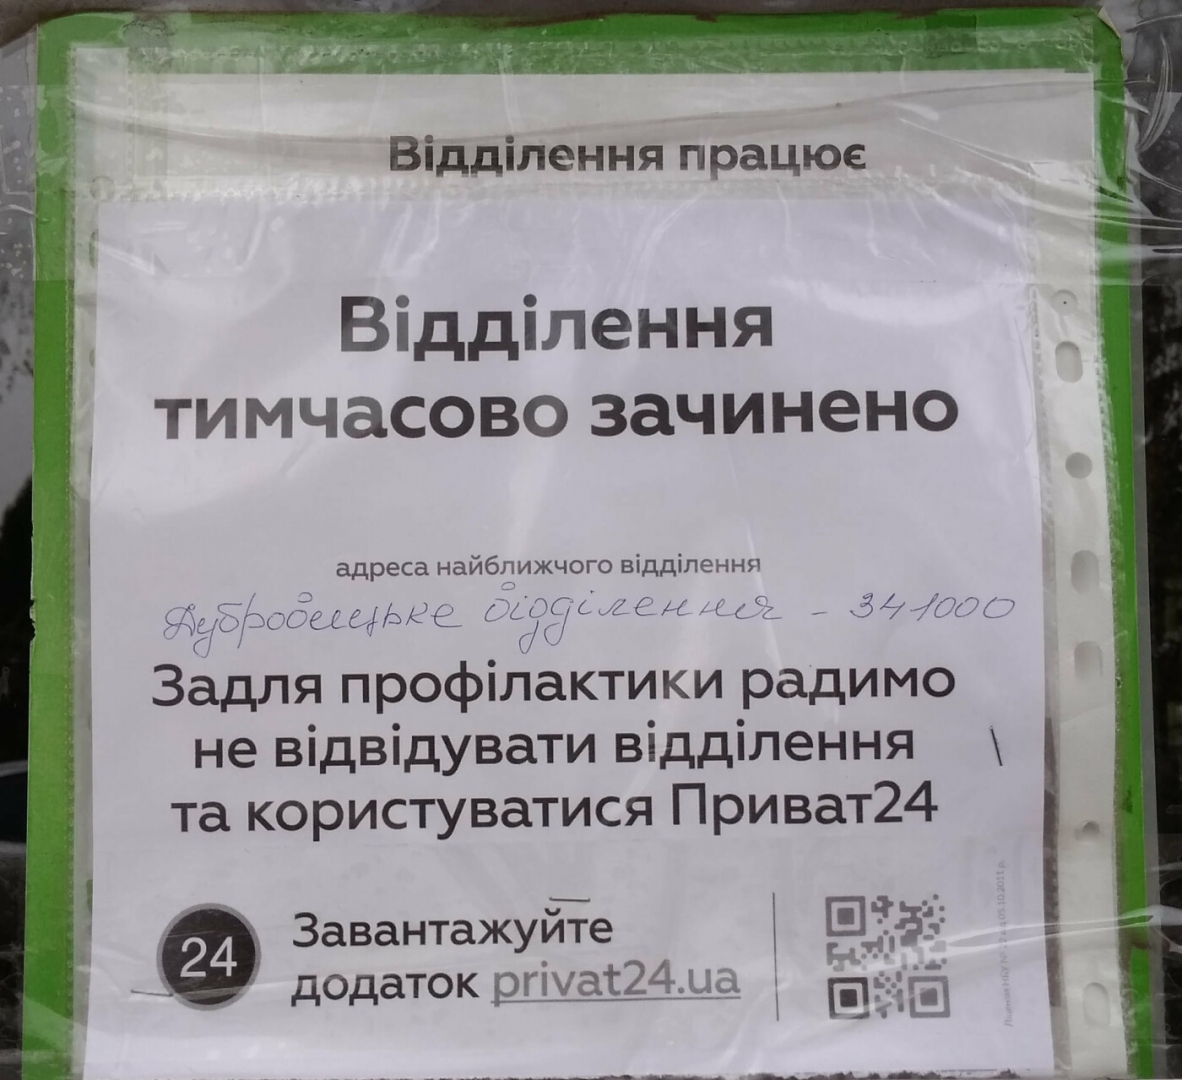 Відділення працює
Відділення
тимчасово зачинено
адреса найближчого відділення
Дубровицьке відділення - 341000
Задля профілактики радимо
не відвідувати відділення
та користуватися Приват24
24
Завантажуйте
додаток privat24.ua